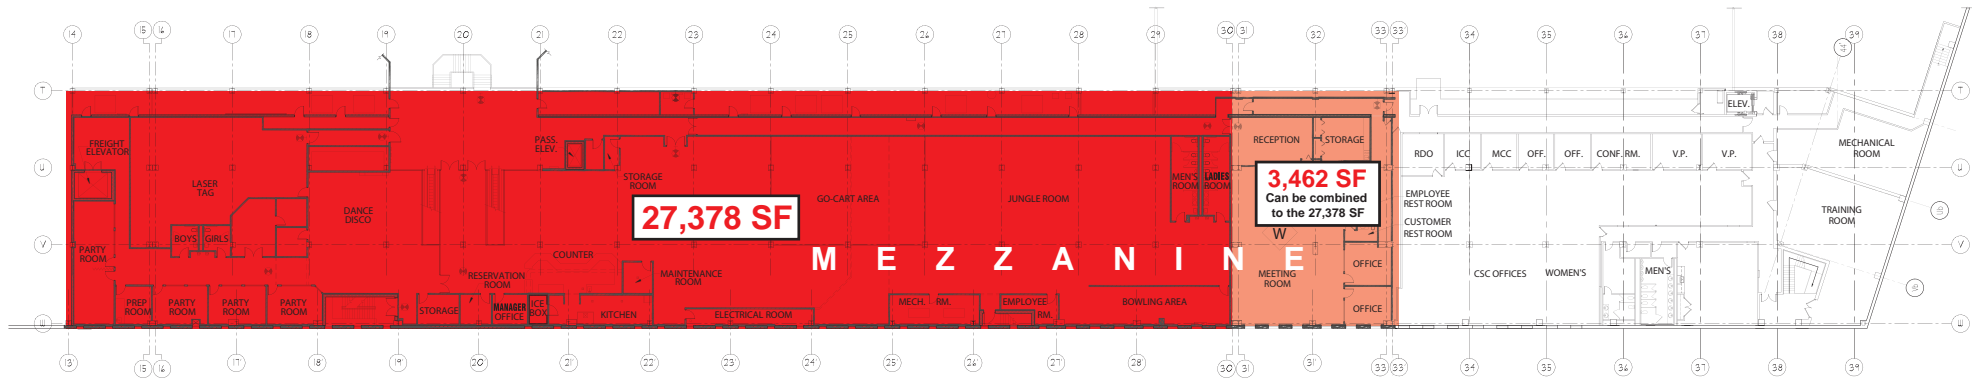 14 15 16 17 18 19 20 21 22 23 24 25 26 27 28 29 30 31 32 33 33 34 35 36 37 38 39
44'
T T
ELEV.
FREIGHT
ELEVATOR
PASS.
ELEV.
RECEPTION
STORAGE
RDO ICC MCC OFF. OFF. CONF. RM. V.P. V.P.
MECHANICAL
ROOM
U U
LASER
TAG
STORAGE
ROOM
MEN'S
ROOM
LADIES
ROOM
3,462 SF
Can be combined
to the 27,378 SF
W
GO-CART AREA
JUNGLE ROOM
EMPLOYEE
REST ROOM
CUSTOMER
REST ROOM
TRAINING
ROOM
DANCE
DISCO
27,378 SF
BOYS GIRLS
V V
PARTY
ROOM
COUNTER
MEZZANINE
OFFICE
RESERVATION
ROOM
MAINTENANCE
ROOM
MEETING
ROOM
CSC OFFICES
WOMEN'S
MEN'S
PREP
ROOM
PARTY
ROOM
PARTY
ROOM
PARTY
ROOM
STORAGE
MANAGER
OFFICE
ICE
BOX
KITCHEN
ELECTRICAL ROOM
MECH. RM.
EMPLOYEE
RM.
BOWLING AREA
OFFICE
E E
13' 15 16 17' 18 19' 20' 21' 22' 23' 24' 25' 26' 27' 28' 30 31 31' 33 33 34 35 36 37 38 39